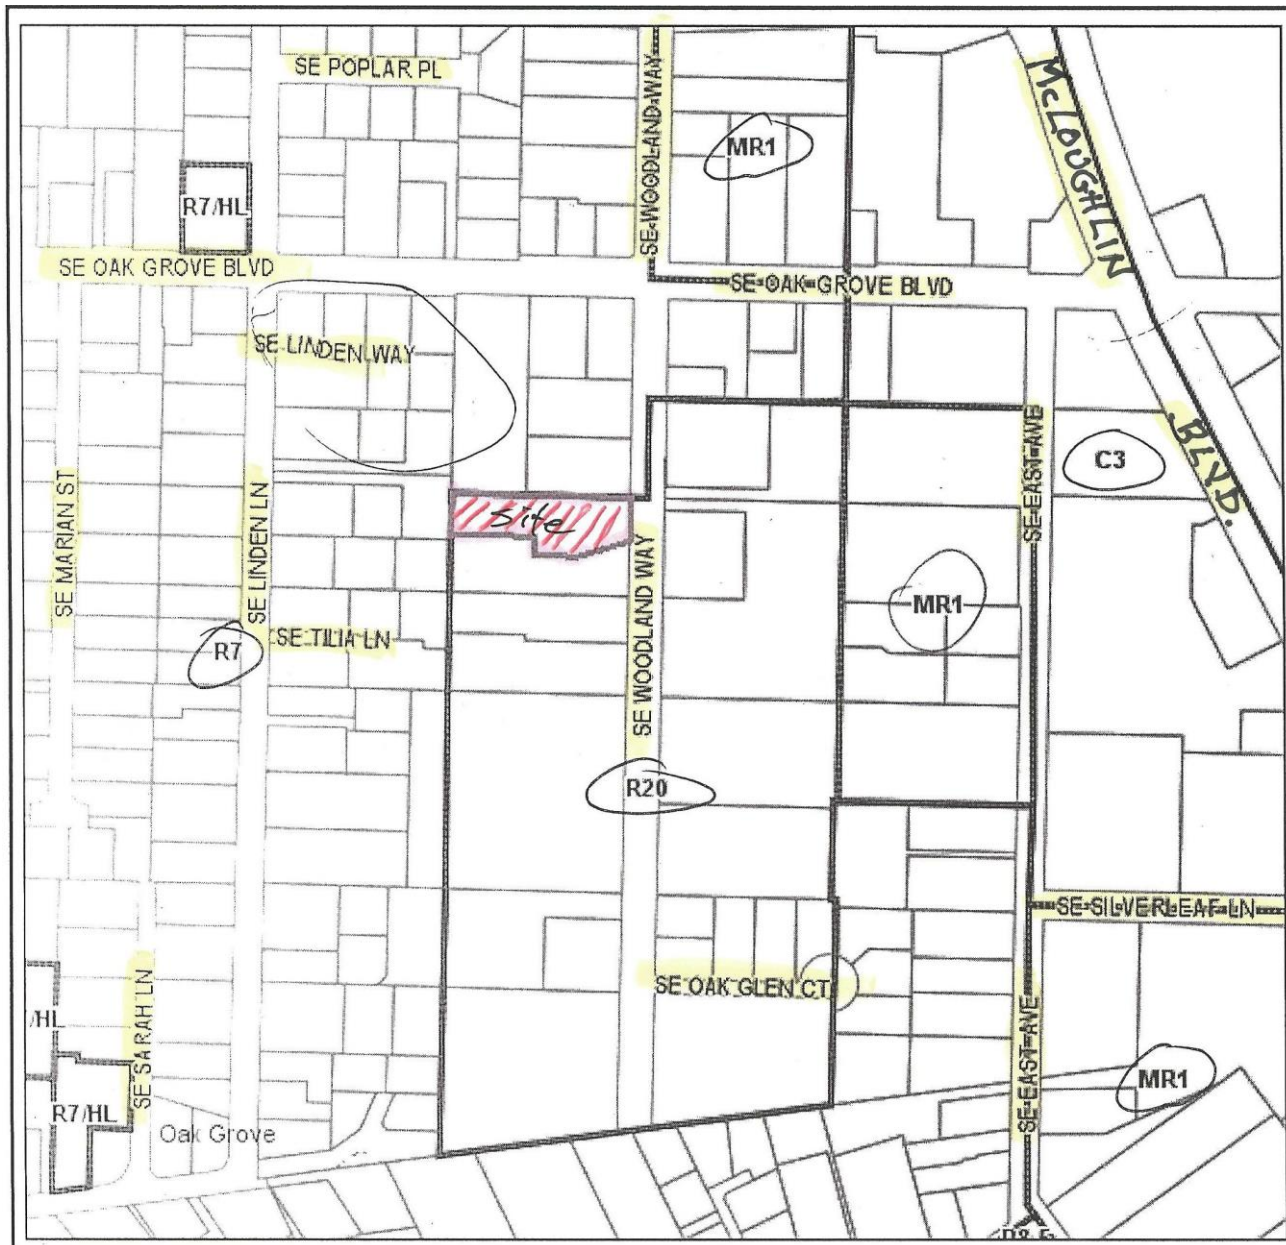 SE POPLAR PL
SE WOODLAND WAY
McLOUGHLIN
MR1
R7/HL
SE OAK GROVE BLVD
SE OAK GROVE BLVD
SE LINDEN WAY
SE EAST AVE
BLVD.
C3
SE MARIAN ST
SE LINDEN LN
Site
SE WOODLAND WAY
MR1
R7
SE TILIA LN
R20
SE SILVERLEAF LN
SE OAK GLEN CT
SE SARAH LN
/HL
SE EAST AVE
MR1
R7/HL
Oak Grove